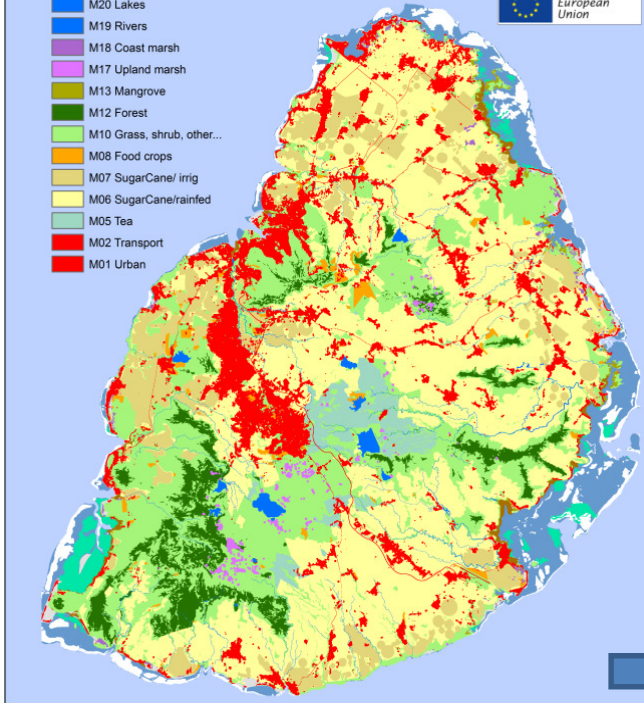 European
Union
M20 Lakes
M19 Rivers
M18 Coast marsh
M17 Upland marsh
M13 Mangrove
M12 Forest
M10 Grass, shrub, other...
M08 Food crops
M07 SugarCane/ irrig
M06 SugarCane/rainfed
M05 Tea
M02 Transport
M01 Urban